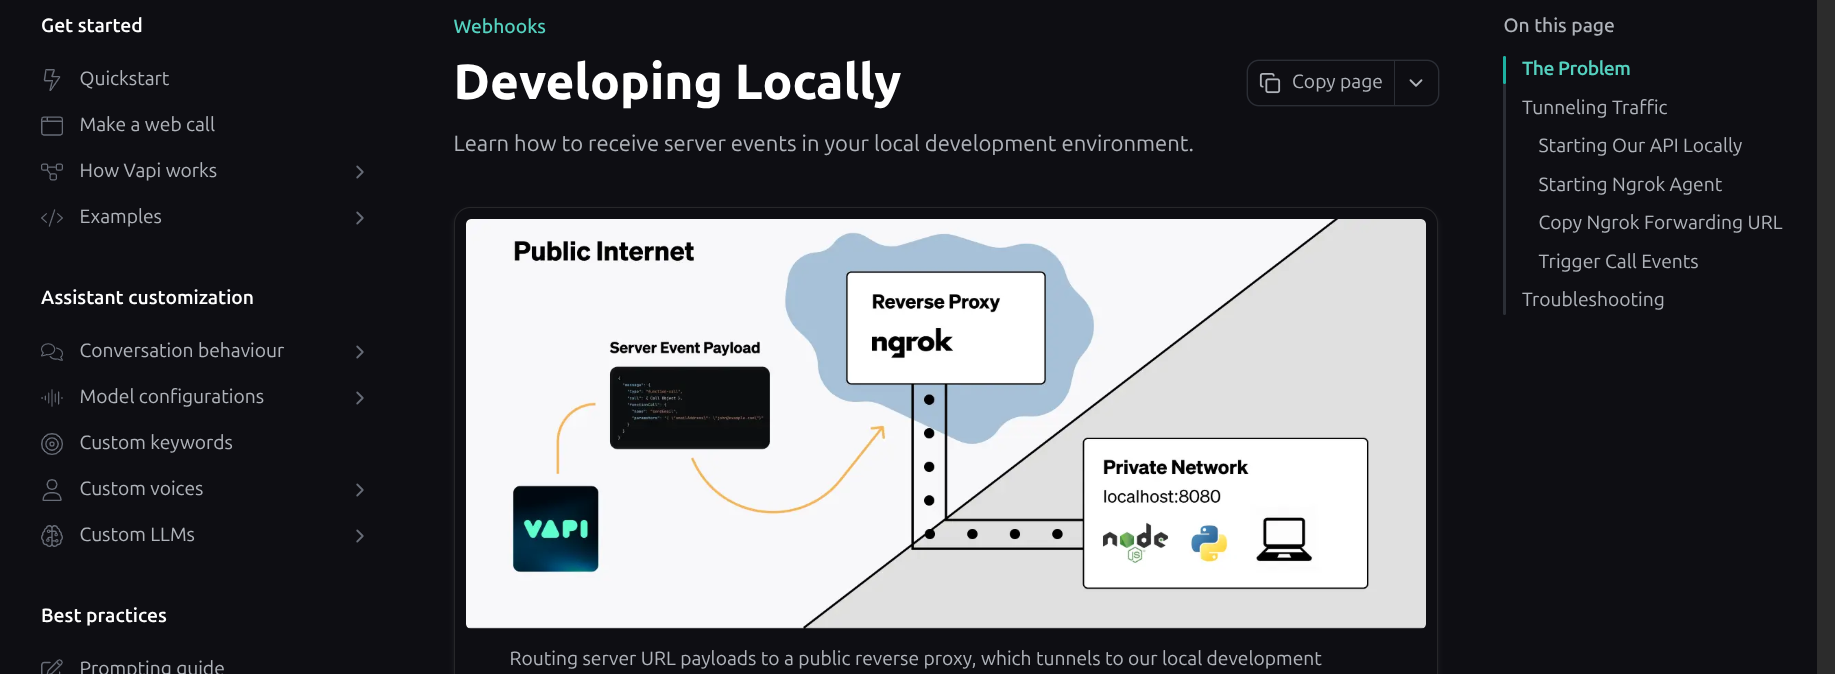 Get started
Quickstart
Make a web call
How Vapi works
Examples
Assistant customization
Conversation behaviour
Model configurations
Custom keywords
Custom voices
Custom LLMs
Best practices
Prompting guide
Webhooks
Developing Locally
Copy page
Learn how to receive server events in your local development environment.
Public Internet
Reverse Proxy
ngrok
Server Event Payload
VAPI
Private Network
localhost:8080
node
JS
Routing server URL payloads to a public reverse proxy, which tunnels to our local development
On this page
The Problem
Tunneling Traffic
Starting Our API Locally
Starting Ngrok Agent
Copy Ngrok Forwarding URL
Trigger Call Events
Troubleshooting